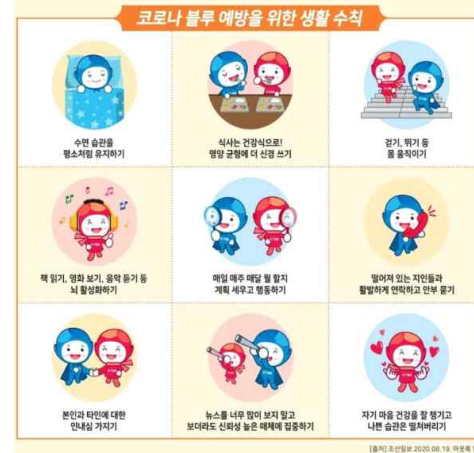 코로나 블루 예방을 위한 생활 수칙
수면 습관을
평소처럼 유지하기
식사는 건강식으로!
영양 균형에 더 신경 쓰기
걷기, 뛰기 등
몸 움직이기
책 읽기, 영화 보기, 음악 듣기 등
뇌 활성화하기
매일 매주 매달 뭘 할지
계획 세우고 행동하기
떨어져 있는 지인들과
활발하게 연락하고 안부 묻기
본인과 타인에 대한
인내심 가지기
뉴스를 너무 많이 보지 말고
보더라도 신뢰성 높은 매체에 집중하기
자기 마음 건강을 잘 챙기고
나쁜 습관은 떨쳐버리기
[출처] 조선일보 2020.08.19.